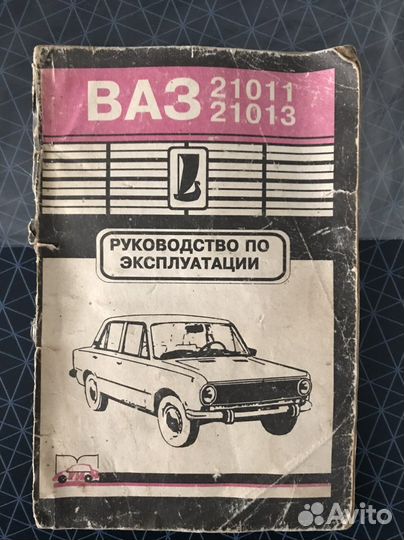 ВАЗ 21011
21013
РУКОВОДСТВО ПО
ЭКСПЛУАТАЦИИ
Avito